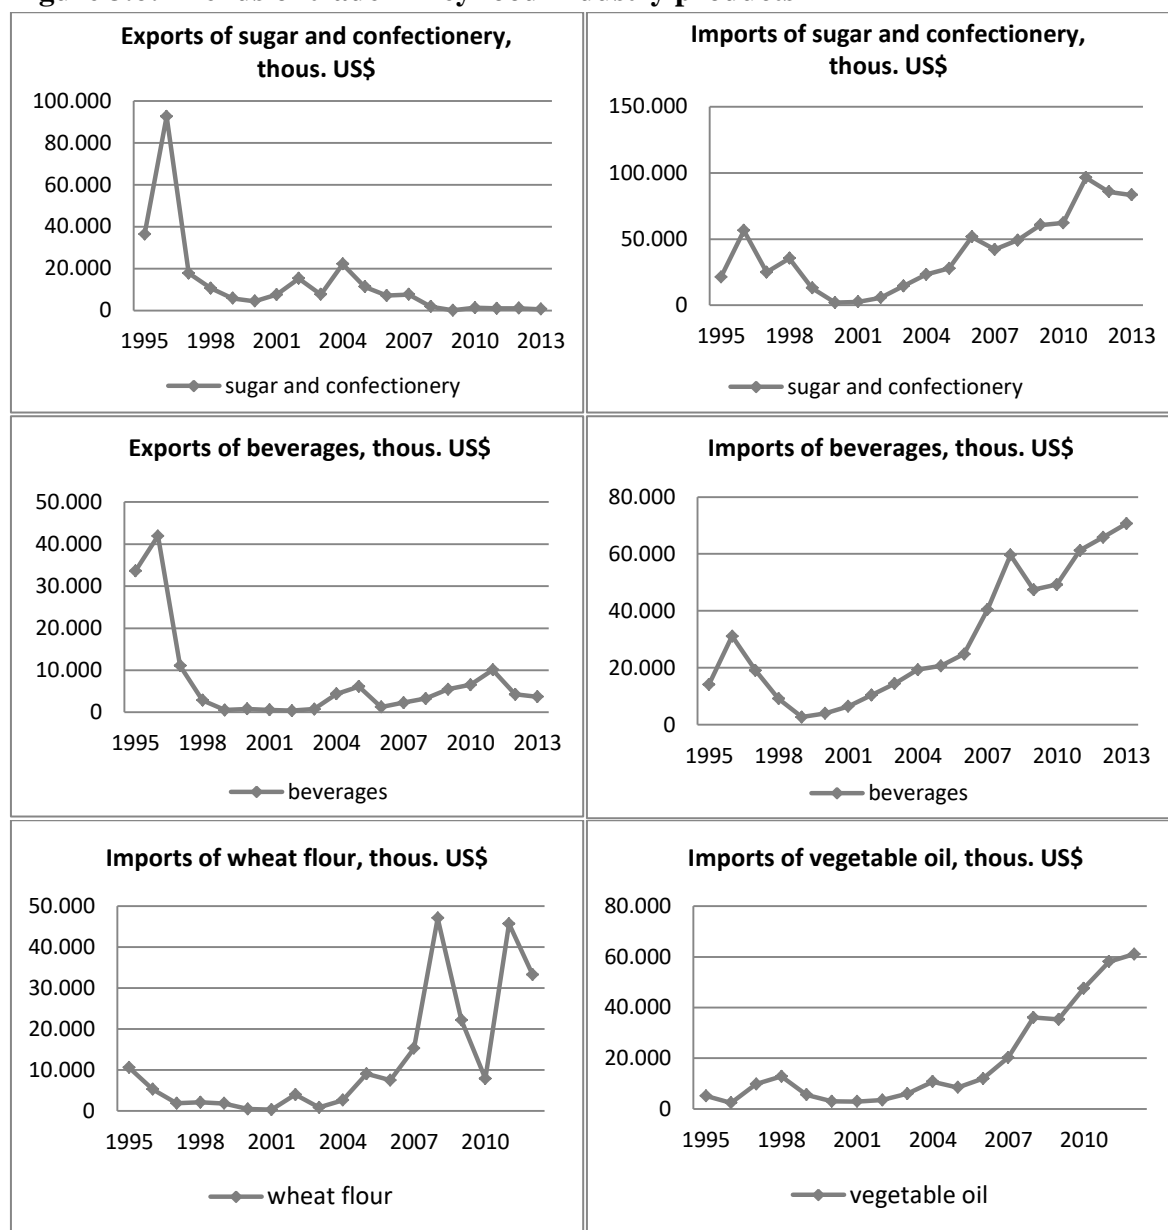 Exports of sugar and confectionery,
thous. US$
100.000
80.000
60.000
40.000
20.000
0
1995 1998 2001 2004 2007 2010 2013
sugar and confectionery
Imports of sugar and confectionery,
thous. US$
150.000
100.000
50.000
0
1995 1998 2001 2004 2007 2010 2013
sugar and confectionery
Exports of beverages, thous. US$
50.000
40.000
30.000
20.000
10.000
0
1995 1998 2001 2004 2007 2010 2013
beverages
Imports of beverages, thous. US$
80.000
60.000
40.000
20.000
0
1995 1998 2001 2004 2007 2010 2013
beverages
Imports of wheat flour, thous. US$
50.000
40.000
30.000
20.000
10.000
0
1995 1998 2001 2004 2007 2010
wheat flour
Imports of vegetable oil, thous. US$
80.000
60.000
40.000
20.000
0
1995 1998 2001 2004 2007 2010
vegetable oil